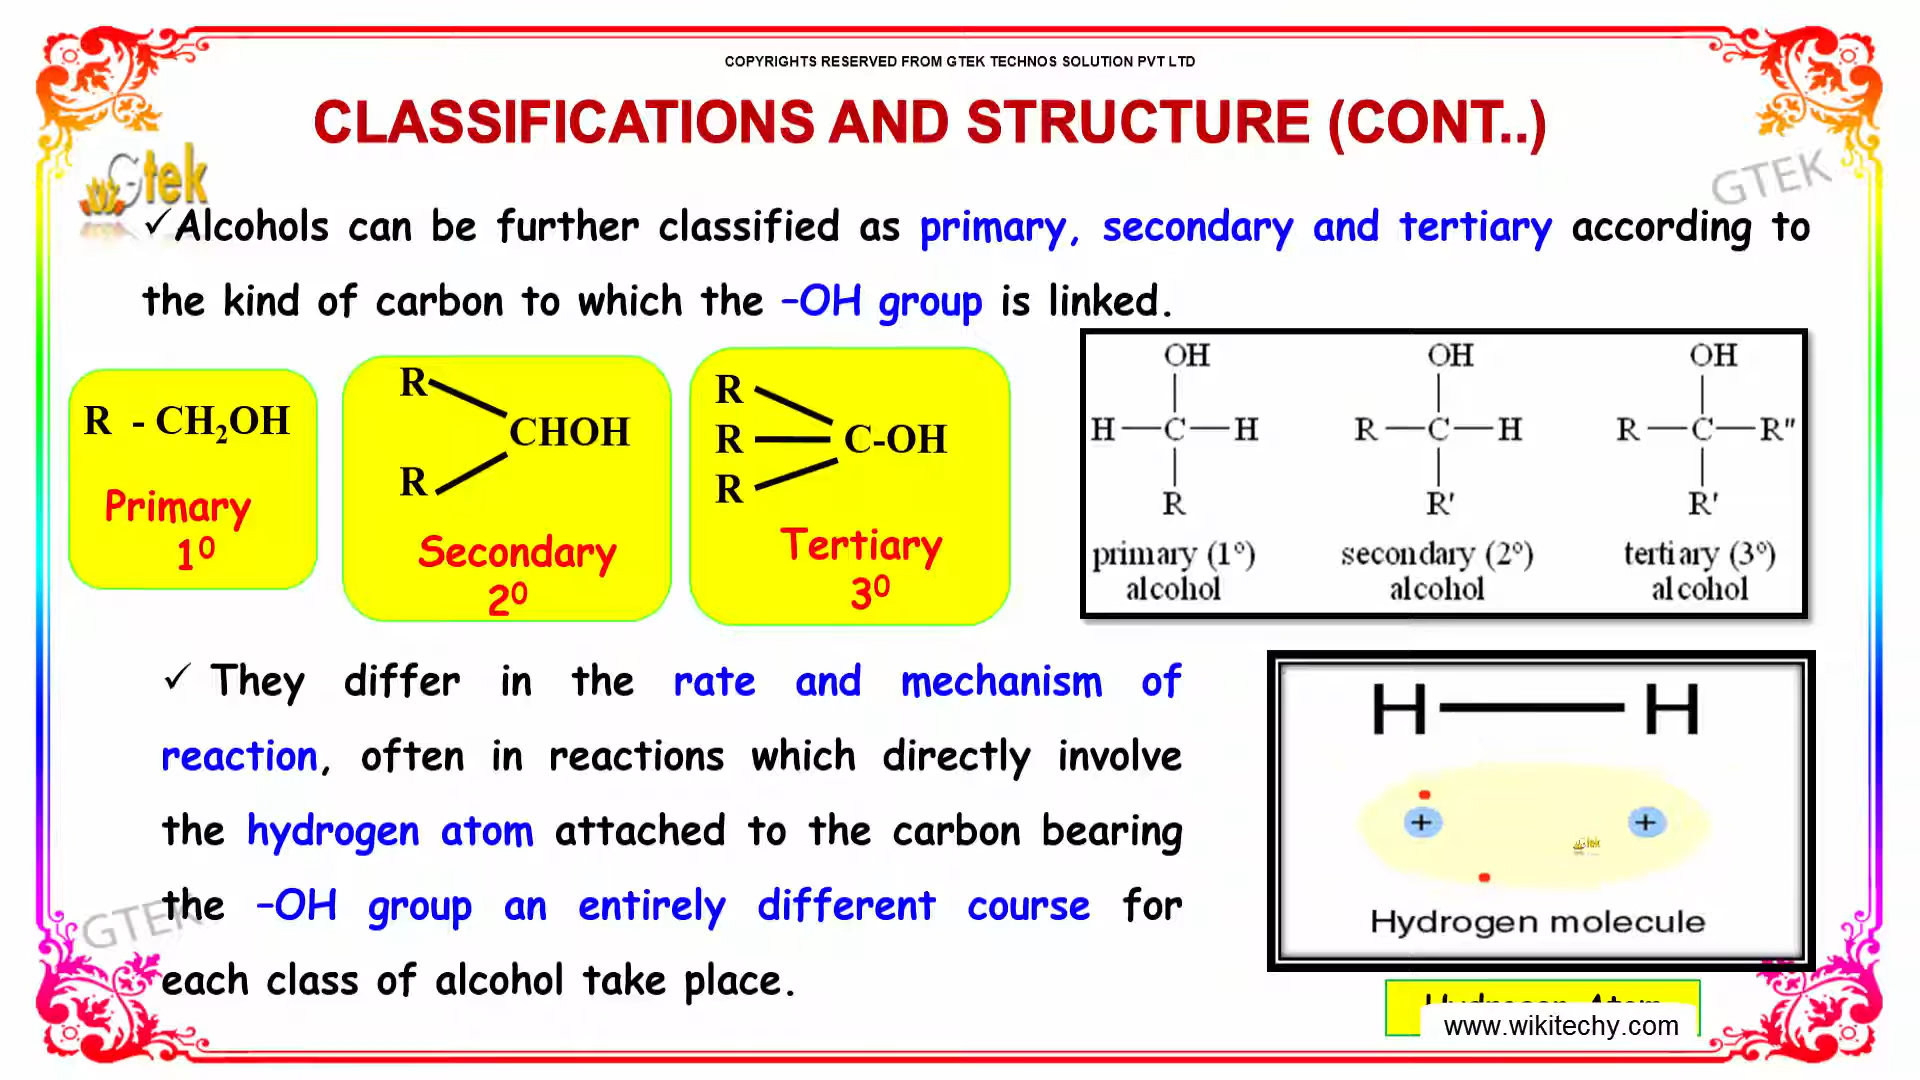 COPYRIGHTS RESERVED FROM GTEK TECHNOS SOLUTION PVT LTD
CLASSIFICATIONS AND STRUCTURE (CONT..)
Gtek
GTEK
✓Alcohols can be further classified as primary, secondary and tertiary according to
the kind of carbon to which the –OH group is linked.
R - CH₂OH
Primary
1⁰
R
CHOH
R
Secondary
2⁰
R
R C-OH
R
Tertiary
3⁰
OH OH OH
H C H R C H R C R"
R R' R'
primary (1°) secondary (2°) tertiary (3°)
alcohol alcohol alcohol
✓ They differ in the rate and mechanism of
reaction, often in reactions which directly involve
the hydrogen atom attached to the carbon bearing
the –OH group an entirely different course for
each class of alcohol take place.
GTEK
H H
+ +
Gtek
Hydrogen molecule
Hydrogen Atom
www.wikitechy.com